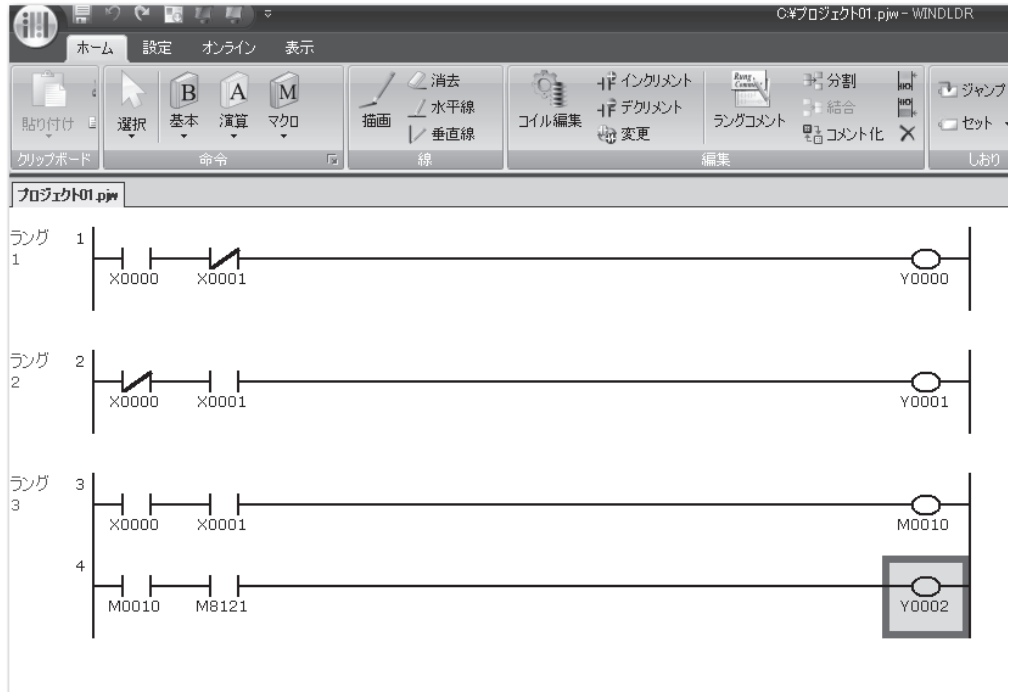 C:¥プロジェクト01.pjw - WINDLDR
ホーム 設定 オンライン 表示
貼り付け
選択
B
基本
A
演算
M
マクロ
描画
消去
水平線
垂直線
コイル編集
インクリメント
デクリメント
変更
Rung Comment
ラングコメント
分割
結合
コメント化
ジャンプ
セット
クリップボード 命令 線 編集 しおり
プロジェクト01.pjw
ラング 1
1
X0000 X0001 Y0000
ラング 2
2
X0000 X0001 Y0001
ラング 3
3
X0000 X0001 M0010
4
M0010 M8121 Y0002